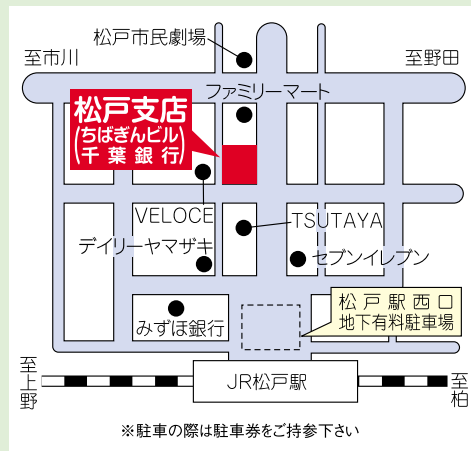 松戸市民劇場
至市川
至野田
ファミリーマート
松戸支店
(ちばぎんビル)
(千葉銀行)
VELOCE
TSUTAYA
デイリーヤマザキ
セブンイレブン
松戸駅西口
地下有料駐車場
みずほ銀行
至上野
JR松戸駅
至柏
※駐車の際は駐車券をご持参下さい